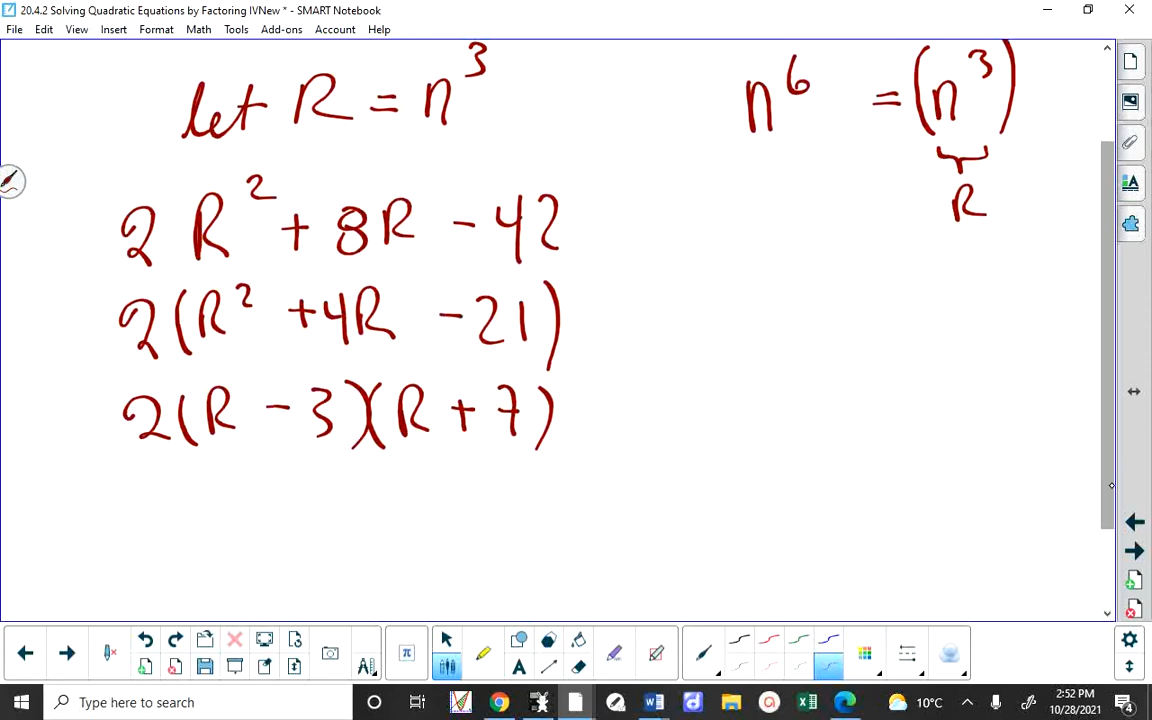 20.4.2 Solving Quadratic Equations by Factoring IVNew * - SMART Notebook
File Edit View Insert Format Math Tools Add-ons Account Help
let R = n³
n⁶ = (n³)
R
2R² + 8R - 42
2(R² + 4R - 21)
2(R - 3)(R + 7)
Type here to search
10°C
2:52 PM
10/28/2021
4